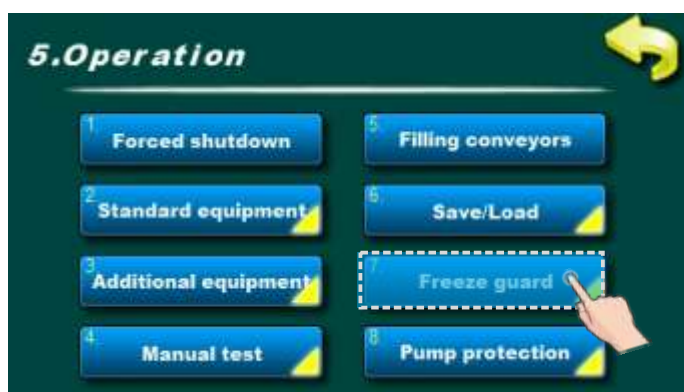 5.Operation
1 Forced shutdown
5 Filling conveyors
2 Standard equipment
6 Save/Load
3 Additional equipment
7 Freeze guard
4 Manual test
8 Pump protection